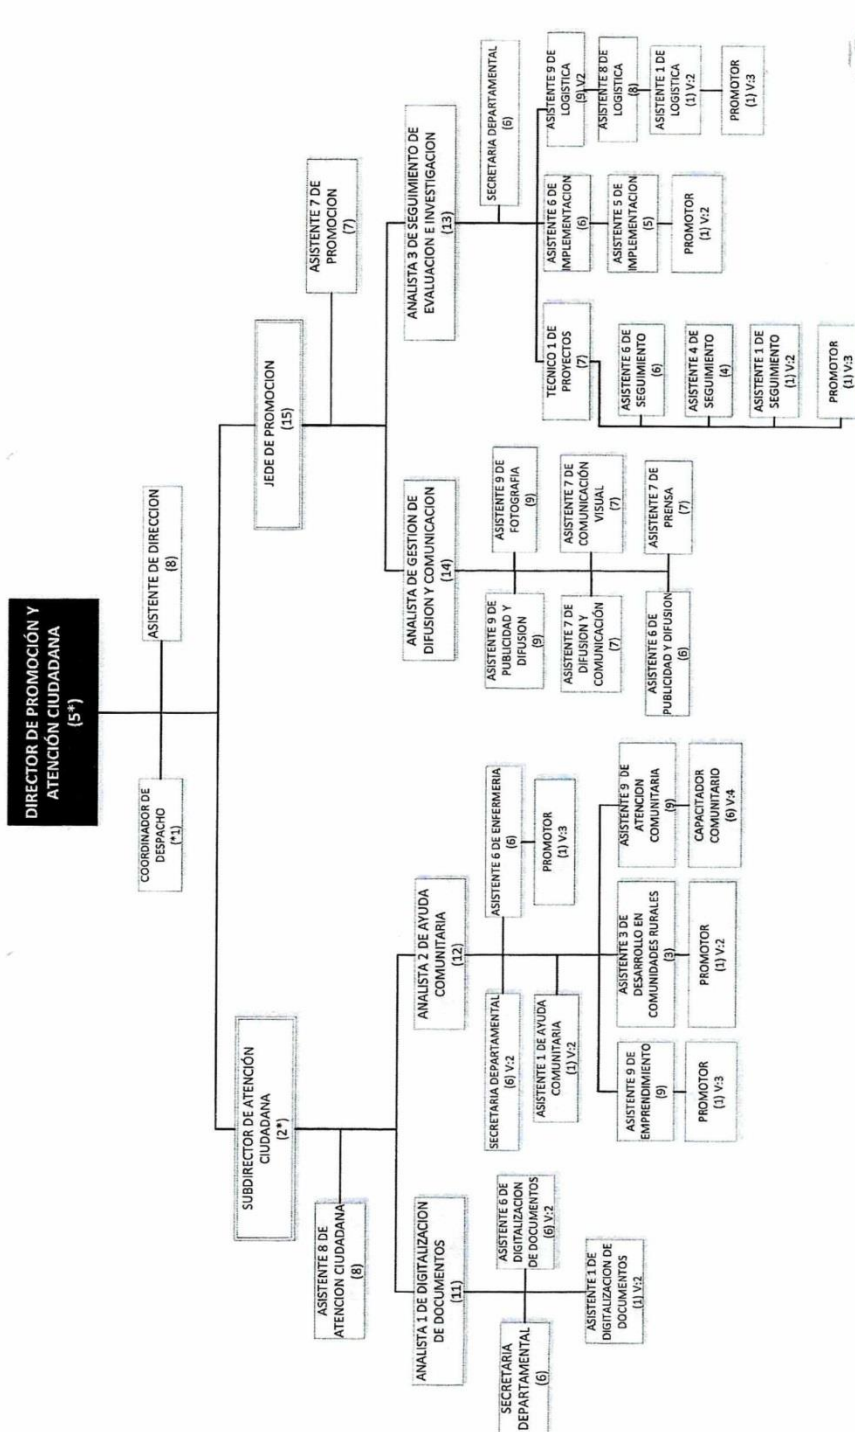 DIRECTOR DE PROMOCIÓN Y
ATENCIÓN CIUDADANA
(5*)
COORDINADOR DE
DESPACHO
(*1)
ASISTENTE DE DIRECCION
(8)
SUBDIRECTOR DE ATENCIÓN
CIUDADANA
(2*)
ASISTENTE 8 DE
ATENCION CIUDADANA
(8)
ANALISTA 1 DE DIGITALIZACION
DE DOCUMENTOS
(11)
SECRETARIA
DEPARTAMENTAL
(6)
ASISTENTE 6 DE
DIGITALIZACION
DE DOCUMENTOS
(6) V:2
ASISTENTE 1 DE
DIGITALIZACION DE
DOCUMENTOS
(1) V:2
ANALISTA 2 DE AYUDA
COMUNITARIA
(12)
SECRETARIA DEPARTAMENTAL
(6) V:2
ASISTENTE 6 DE ENFERMERIA
(6)
PROMOTOR
(1) V:3
ASISTENTE 1 DE AYUDA
COMUNITARIA
(1) V:2
ASISTENTE 9 DE
EMPRENDIMIENTO
(9)
PROMOTOR
(1) V:3
ASISTENTE 3 DE
DESARROLLO EN
COMUNIDADES RURALES
(3)
PROMOTOR
(1) V:2
ASISTENTE 9 DE
ATENCION
COMUNITARIA
(9)
CAPACITADOR
COMUNITARIO
(6) V:4
JEDE DE PROMOCION
(15)
ASISTENTE 7 DE
PROMOCION
(7)
ANALISTA DE GESTION DE
DIFUSION Y COMUNICACION
(14)
ASISTENTE 9 DE
PUBLICIDAD Y
DIFUSION
(9)
ASISTENTE 9 DE
FOTOGRAFIA
(9)
ASISTENTE 7 DE
DIFUSION Y
COMUNICACIÓN
(7)
ASISTENTE 7 DE
COMUNICACIÓN
VISUAL
(7)
ASISTENTE 6 DE
PUBLICIDAD Y DIFUSION
(6)
ASISTENTE 7 DE
PRENSA
(7)
ANALISTA 3 DE SEGUIMIENTO DE
EVALUACION E INVESTIGACION
(13)
SECRETARIA DEPARTAMENTAL
(6)
TECNICO 1 DE
PROYECTOS
(7)
ASISTENTE 6 DE
SEGUIMIENTO
(6)
ASISTENTE 4 DE
SEGUIMIENTO
(4)
ASISTENTE 1 DE
SEGUIMIENTO
(1) V:2
PROMOTOR
(1) V:3
ASISTENTE 6 DE
IMPLEMENTACION
(6)
ASISTENTE 5 DE
IMPLEMENTACION
(5)
PROMOTOR
(1) V:2
ASISTENTE 9 DE
LOGISTICA
(9) V2
ASISTENTE 8 DE
LOGISTICA
(8)
ASISTENTE 1 DE
LOGISTICA
(1) V:2
PROMOTOR
(1) V:3